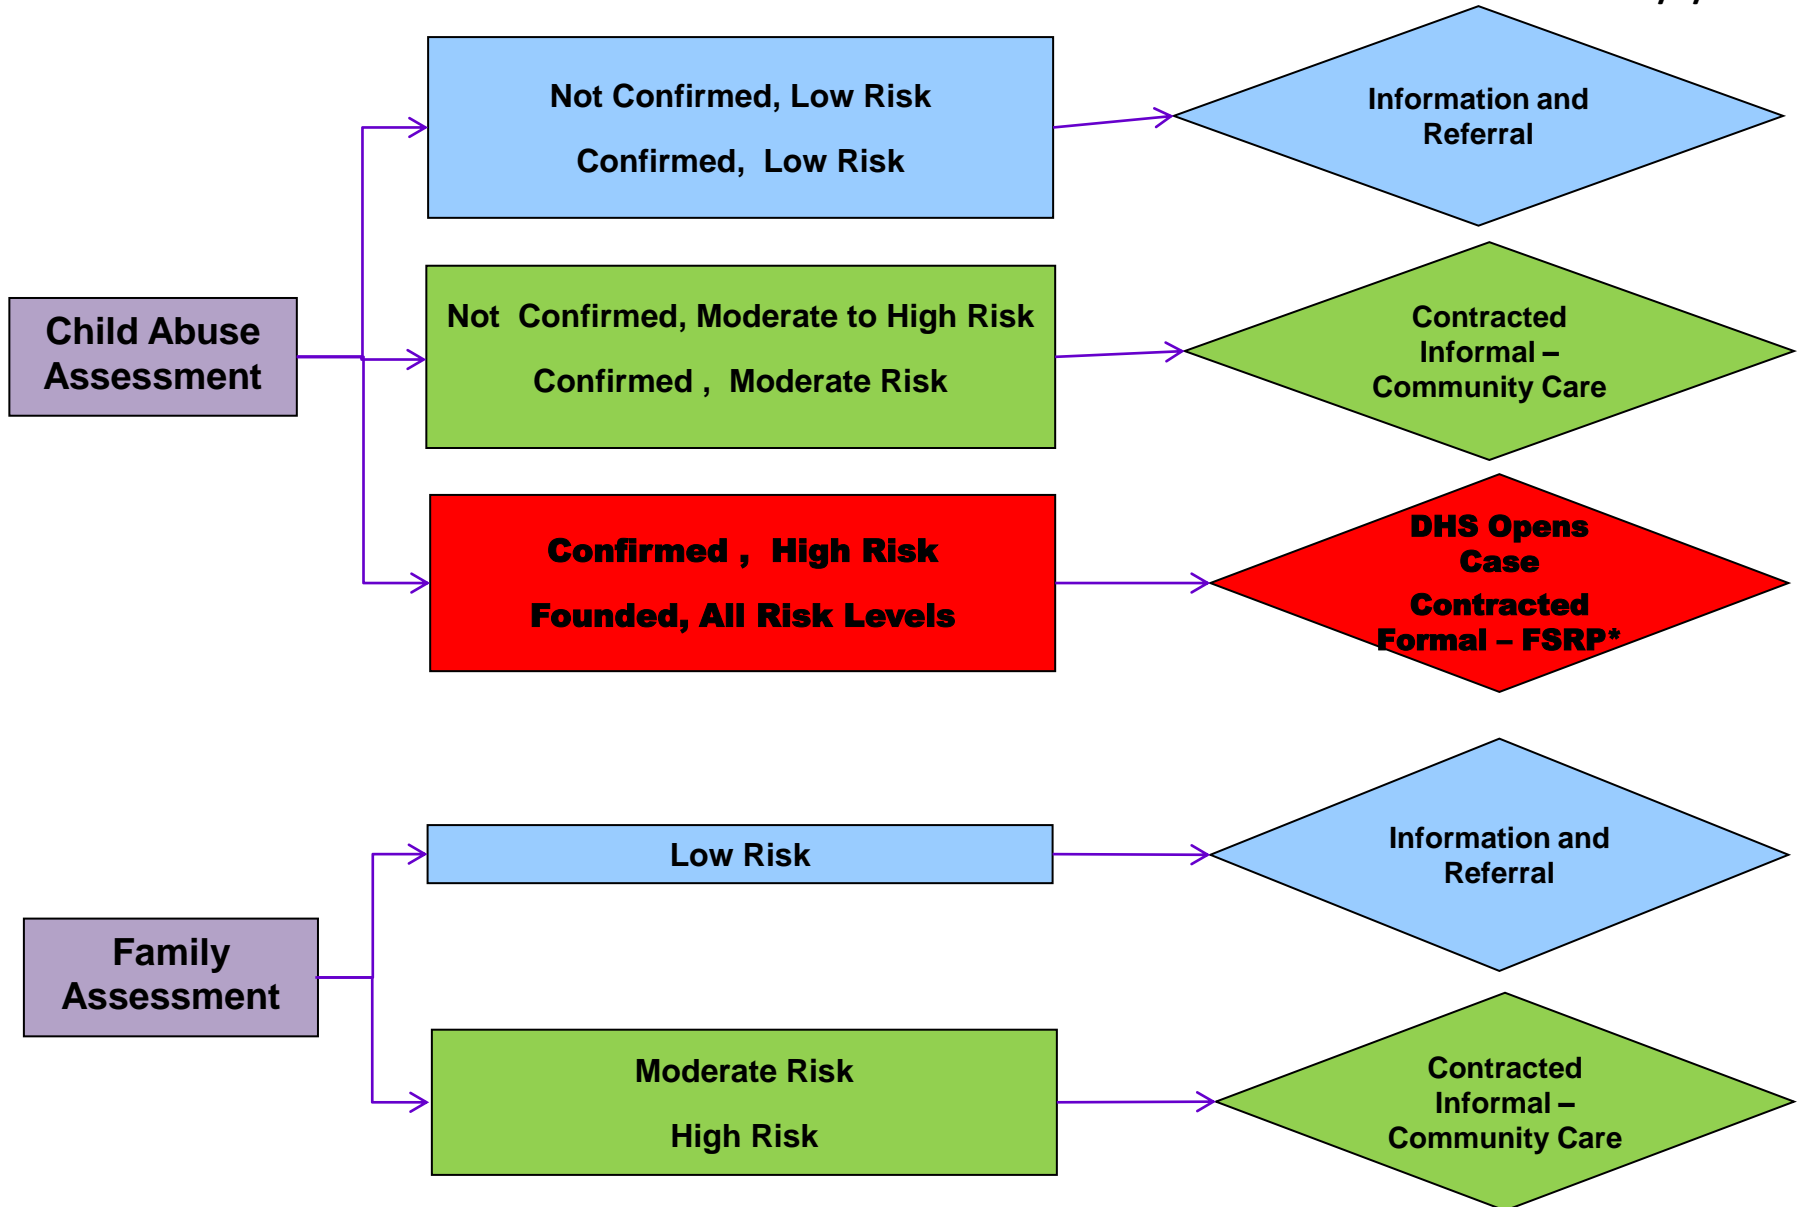 Not Confirmed, Low Risk
Confirmed, Low Risk
Information and
Referral
Child Abuse
Assessment
Not Confirmed, Moderate to High Risk
Confirmed , Moderate Risk
Contracted
Informal –
Community Care
Confirmed , High Risk
Founded, All Risk Levels
DHS Opens
Case
Contracted
Formal – FSRP*
Family
Assessment
Low Risk
Information and
Referral
Moderate Risk
High Risk
Contracted
Informal –
Community Care